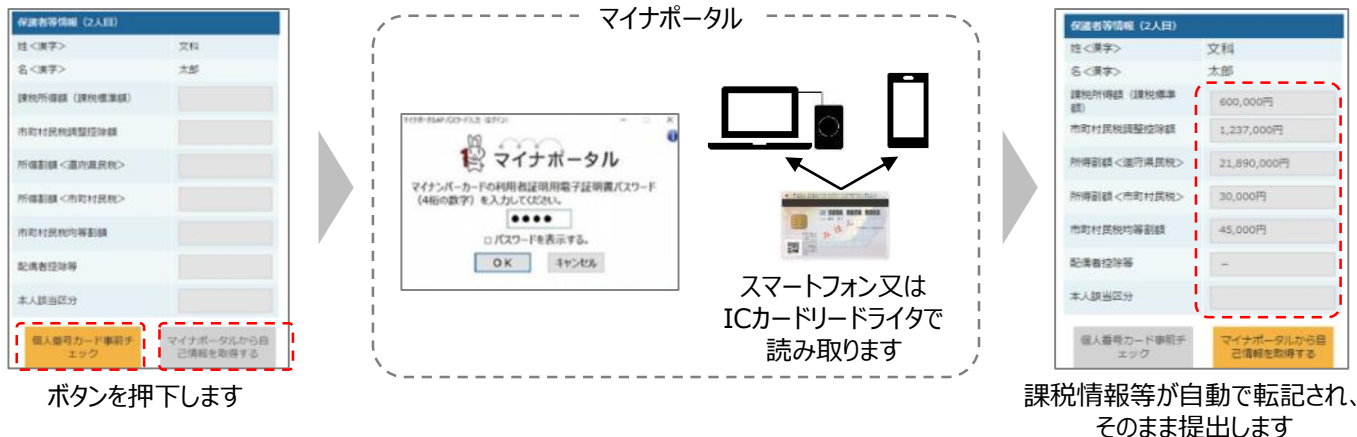 保護者等情報（2人目）
姓<漢字> 文科
名<漢字> 太郎
課税所得額（課税標準額）
市町村民税調整控除額
所得割額<道府県民税>
所得割額<市町村民税>
市町村民税均等割額
配偶者控除等
本人該当区分
個人番号カード事前チ
ェック
マイナポータルから自
己情報を取得する
ボタンを押下します
マイナポータル
マイナポータル
マイナンバーカードの利用者証明用電子証明書パスワード
（4桁の数字）を入力してください。
●●●●
□パスワードを表示する。
OK キャンセル
みほん
スマートフォン又は
ICカードリードライタで
読み取ります
保護者等情報（2人目）
姓<漢字> 文科
名<漢字> 太郎
課税所得額（課税標準
額） 600,000円
市町村民税調整控除額 1,237,000円
所得割額<道府県民税> 21,890,000円
所得割額<市町村民税> 30,000円
市町村民税均等割額 45,000円
配偶者控除等 －
本人該当区分
個人番号カード事前チ
ェック
マイナポータルから自
己情報を取得する
課税情報等が自動で転記され、
そのまま提出します